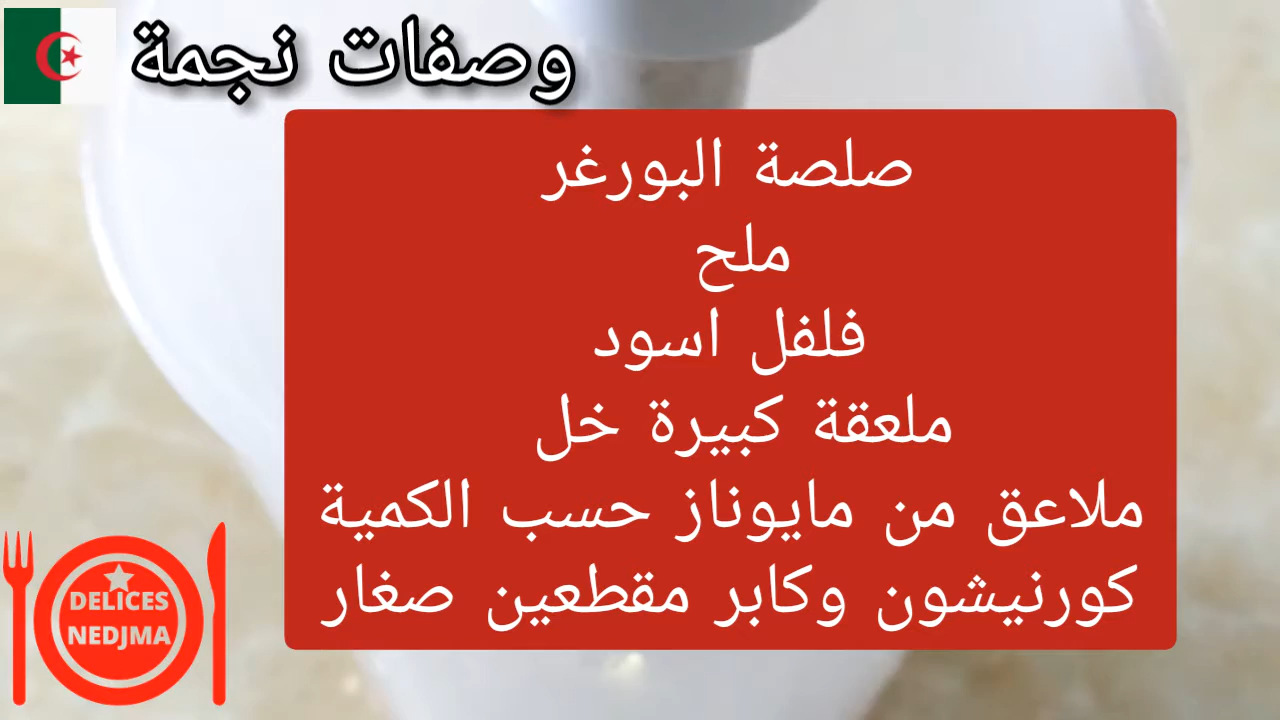 وصفات نجمة
صلصة البورغر
ملح
فلفل اسود
ملعقة كبيرة خل
ملاعق من مايوناز حسب الكمية
كورنيشون وكابر مقطعين صغار
DELICES
NEDJMA